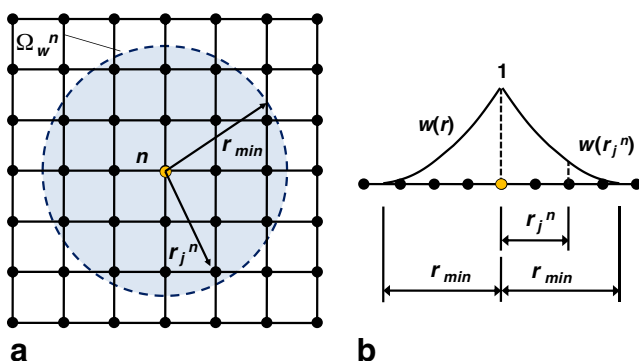 Ω_w^n
n
r_min
r_j^n
a
1
w(r)
w(r_j^n)
r_j^n
r_min
r_min
b